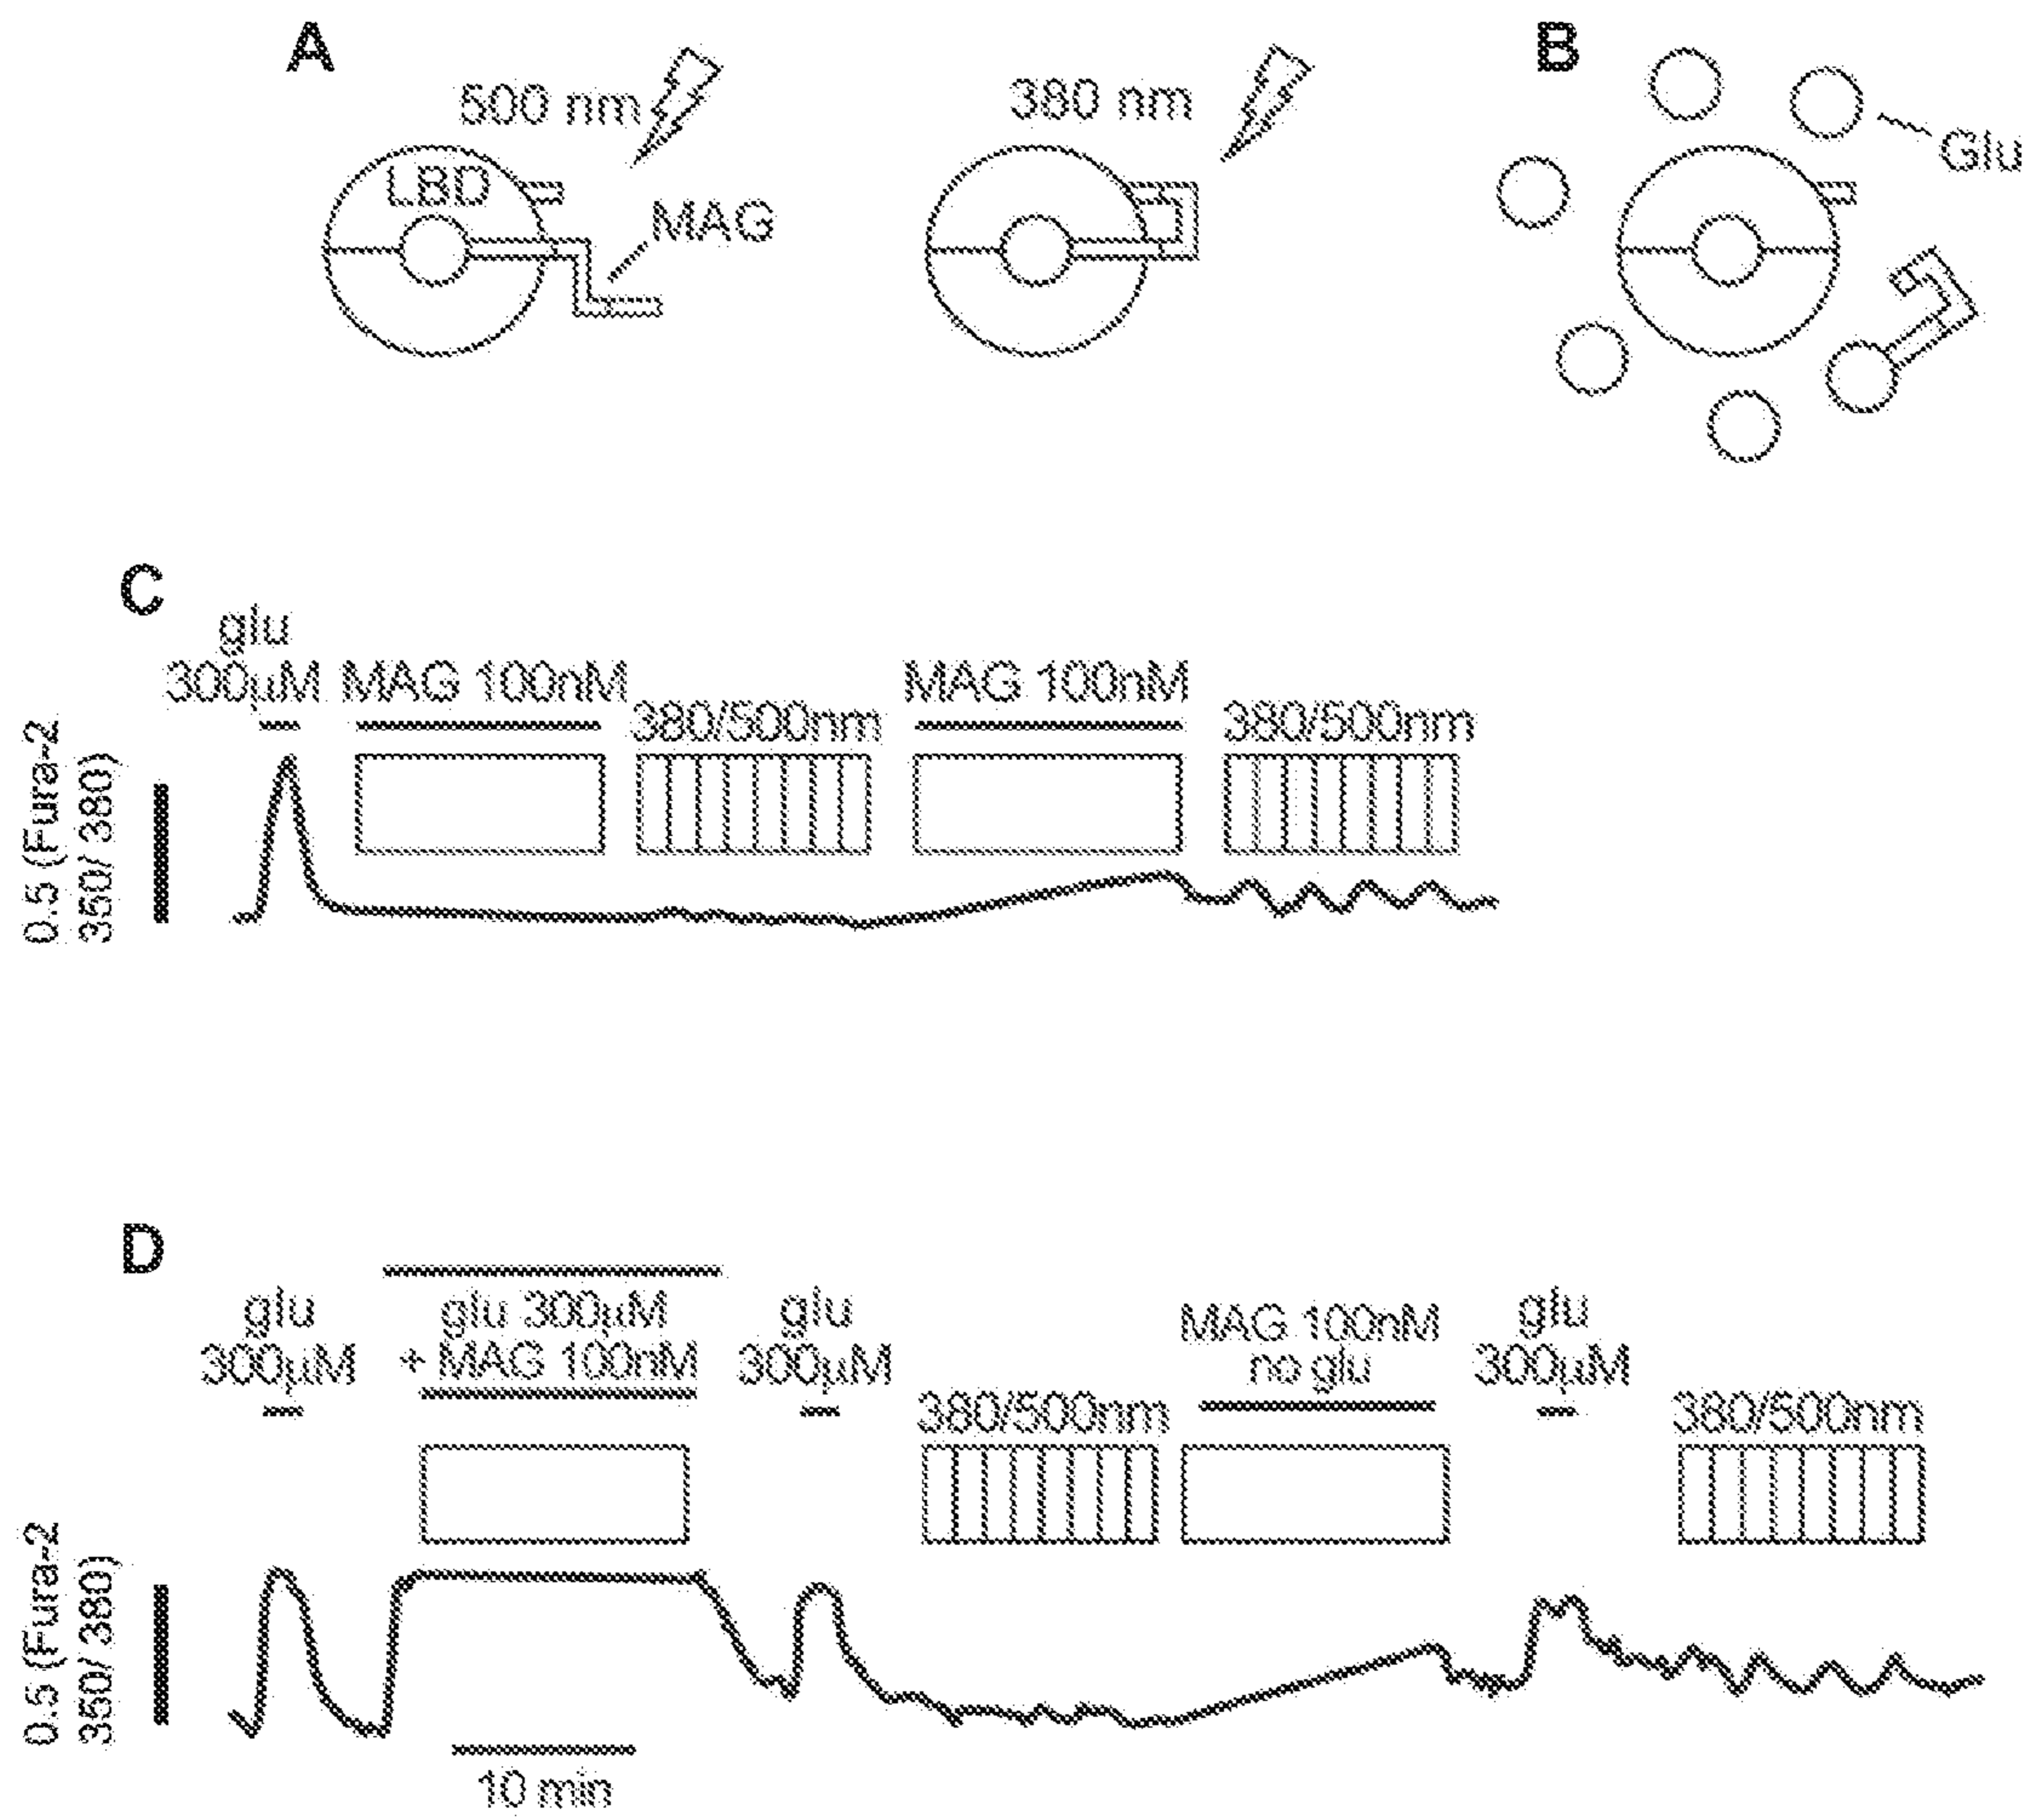 A
500 nm
LBD
MAG
380 nm
B
Glu
C
glu
300µM
MAG 100nM
380/500nm
MAG 100nM
380/500nm
0.5 (Fura-2
350/ 380)
D
glu
300µM
glu 300µM
+ MAG 100nM
glu
300µM
380/500nm
MAG 100nM
no glu
glu
300µM
380/500nm
0.5 (Fura-2
350/ 380)
10 min